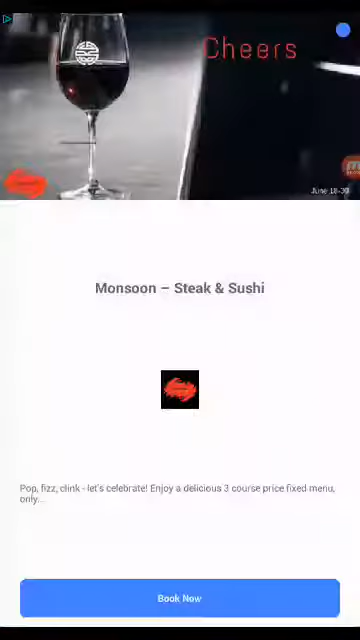 Cheers
June 18-30
Monsoon – Steak & Sushi
Pop, fizz, clink - let's celebrate! Enjoy a delicious 3 course price fixed menu,
only...
Book Now